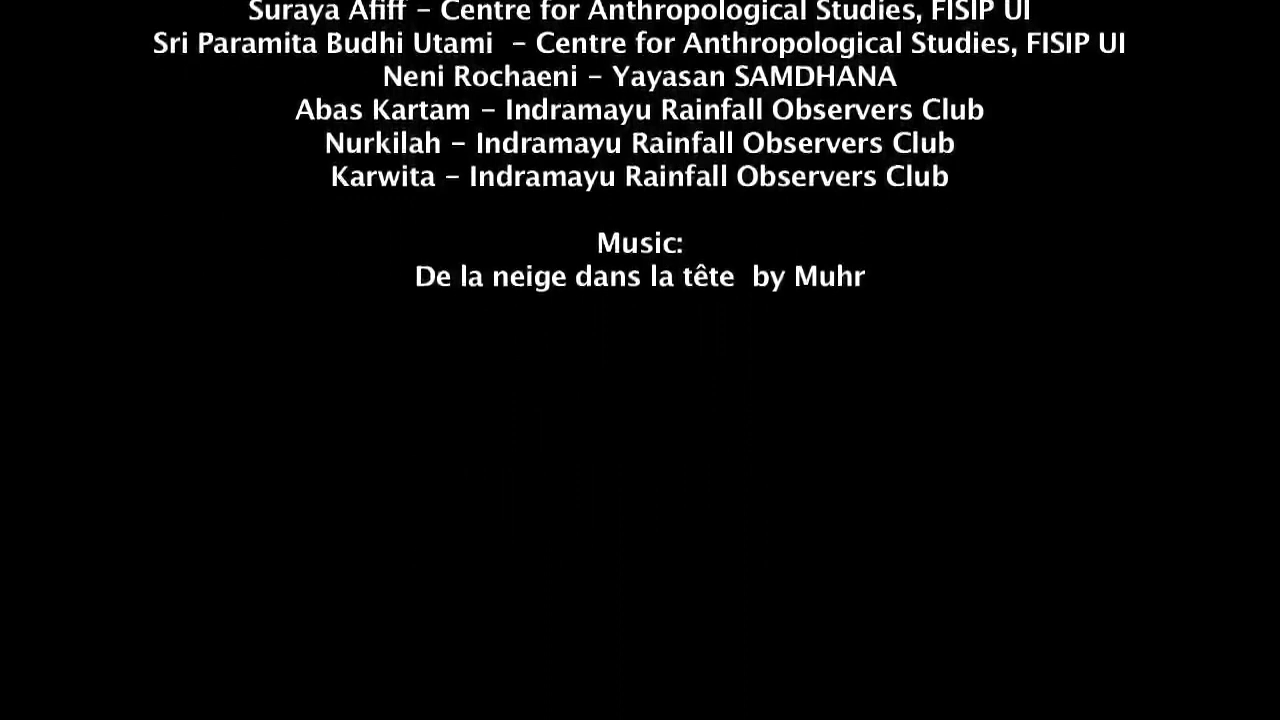 Suraya Afiff - Centre for Anthropological Studies, FISIP UI
Sri Paramita Budhi Utami - Centre for Anthropological Studies, FISIP UI
Neni Rochaeni - Yayasan SAMDHANA
Abas Kartam - Indramayu Rainfall Observers Club
Nurkilah - Indramayu Rainfall Observers Club
Karwita - Indramayu Rainfall Observers Club
Music:
De la neige dans la tête by Muhr